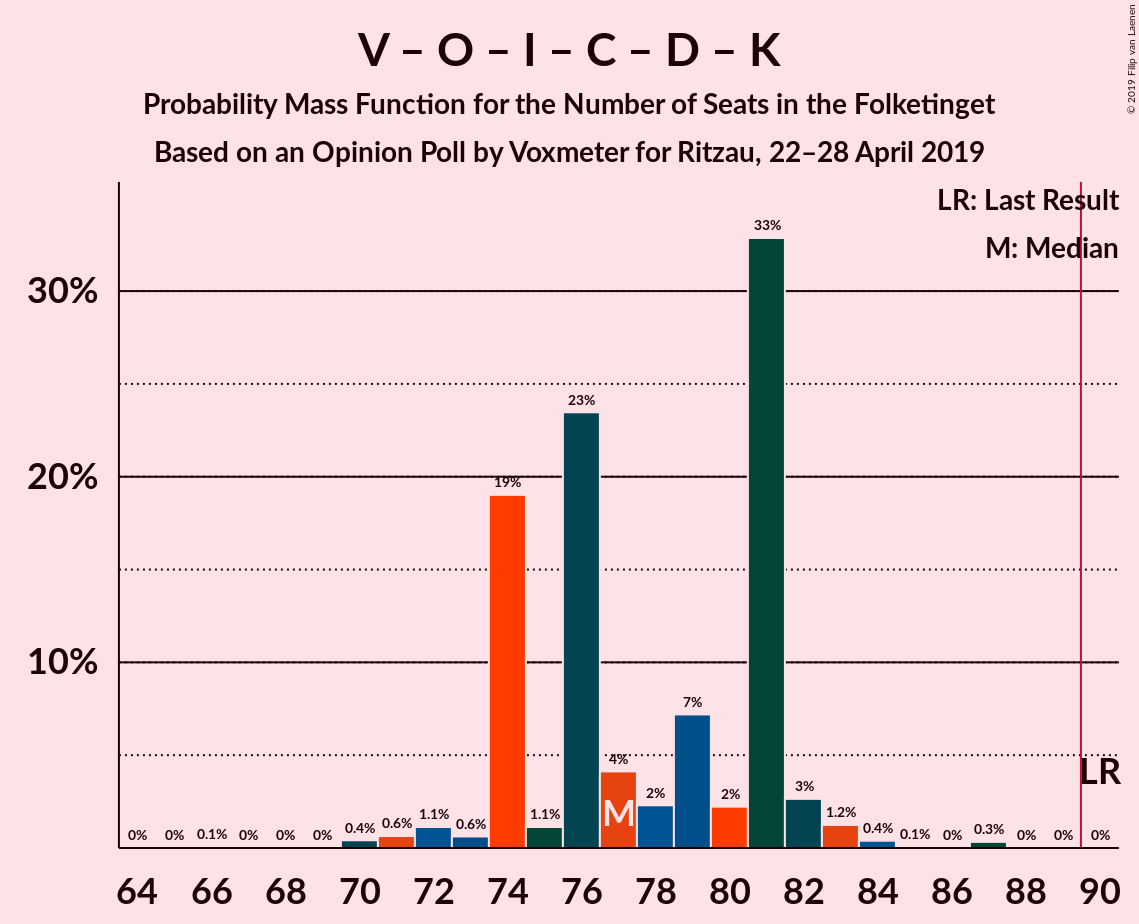 V – O – I – C – D – K
Probability Mass Function for the Number of Seats in the Folketinget
Based on an Opinion Poll by Voxmeter for Ritzau, 22–28 April 2019
© 2019 Filip van Laenen
LR: Last Result
M: Median
30%
20%
10%
0% 0% 0.1% 0% 0% 0% 0.4% 0.6% 1.1% 0.6% 19% 1.1% 23% 4% 2% 7% 2% 33% 3% 1.2% 0.4% 0.1% 0% 0.3% 0% 0% 0%
M
LR
64 66 68 70 72 74 76 78 80 82 84 86 88 90